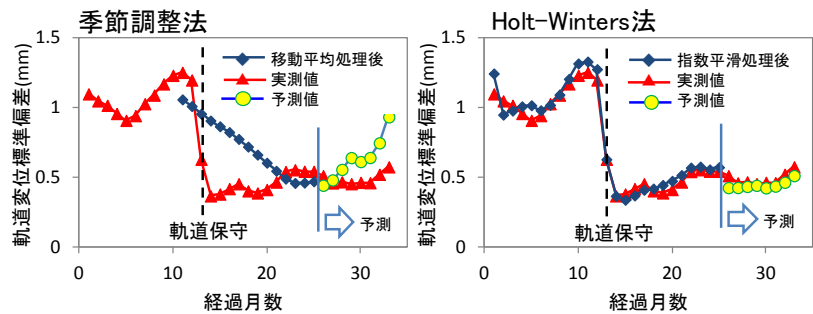 季節調整法
軌道変位標準偏差(mm)
1.5
1
0.5
0
移動平均処理後
実測値
予測値
軌道保守
予測
0 10 20 30
経過月数
Holt-Winters法
軌道変位標準偏差(mm)
1.5
1
0.5
0
指数平滑処理後
実測値
予測値
軌道保守
予測
0 10 20 30
経過月数